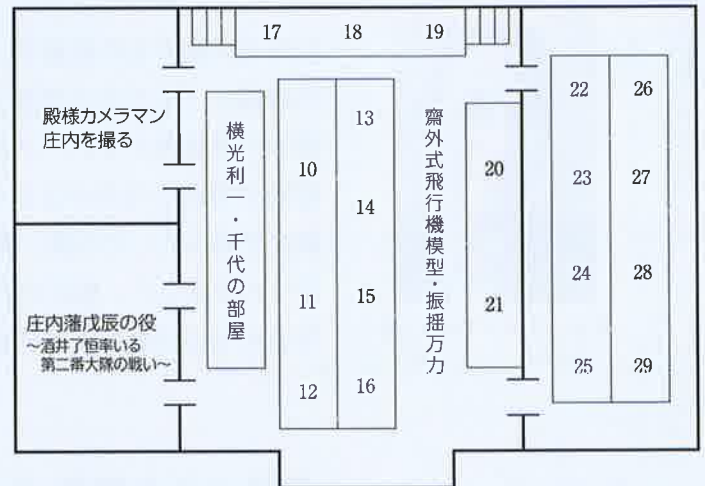 17 18 19
殿様カメラマン
庄内を撮る
庄内藩戊辰の役
～酒井了恒率いる
第二番大隊の戦い～
横光利一・千代の部屋
10
11
12
13
14
15
16
齋外式飛行機模型・振揺万力
20
21
22
23
24
25
26
27
28
29